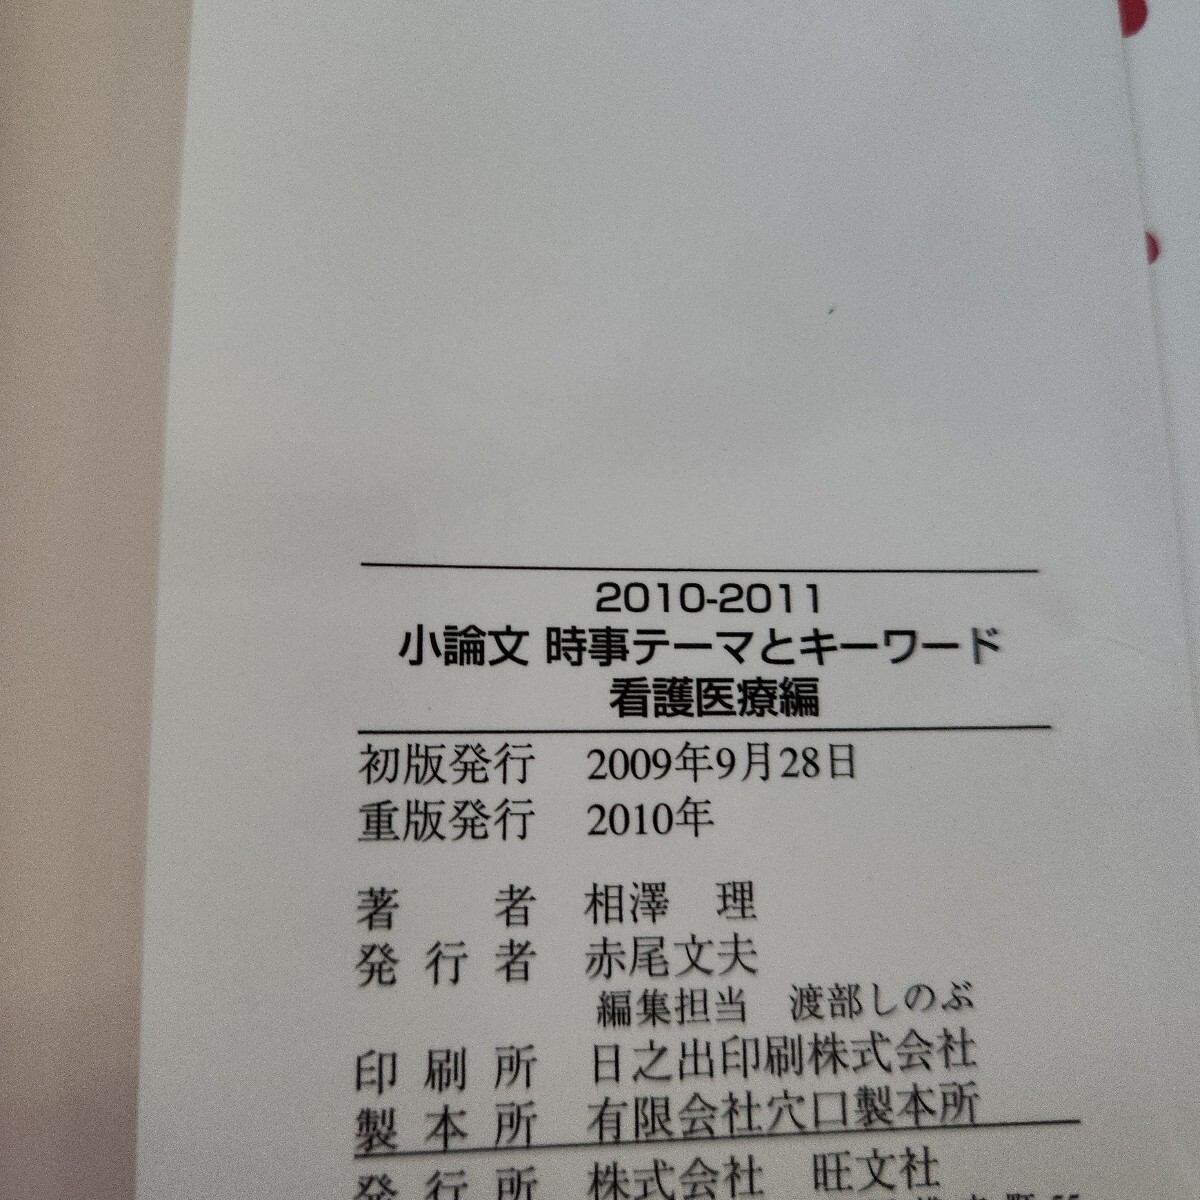 2010-2011
小論文 時事テーマとキーワード
看護医療編
初版発行 2009年9月28日
重版発行 2010年
著者 相澤 理
発行者 赤尾文夫
編集担当 渡部しのぶ
印刷所 日之出印刷株式会社
製本所 有限会社穴口製本所
発行所 株式会社 旺文社